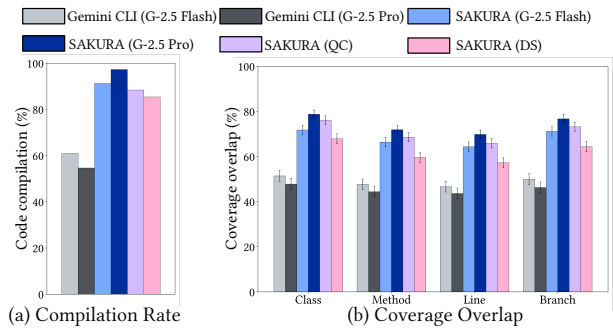 Gemini CLI (G-2.5 Flash) Gemini CLI (G-2.5 Pro) SAKURA (G-2.5 Flash)
SAKURA (G-2.5 Pro) SAKURA (QC) SAKURA (DS)
Code compilation (%)
100
80
60
40
20
0
(a) Compilation Rate
Coverage overlap (%)
100
80
60
40
20
0
Class Method Line Branch
(b) Coverage Overlap